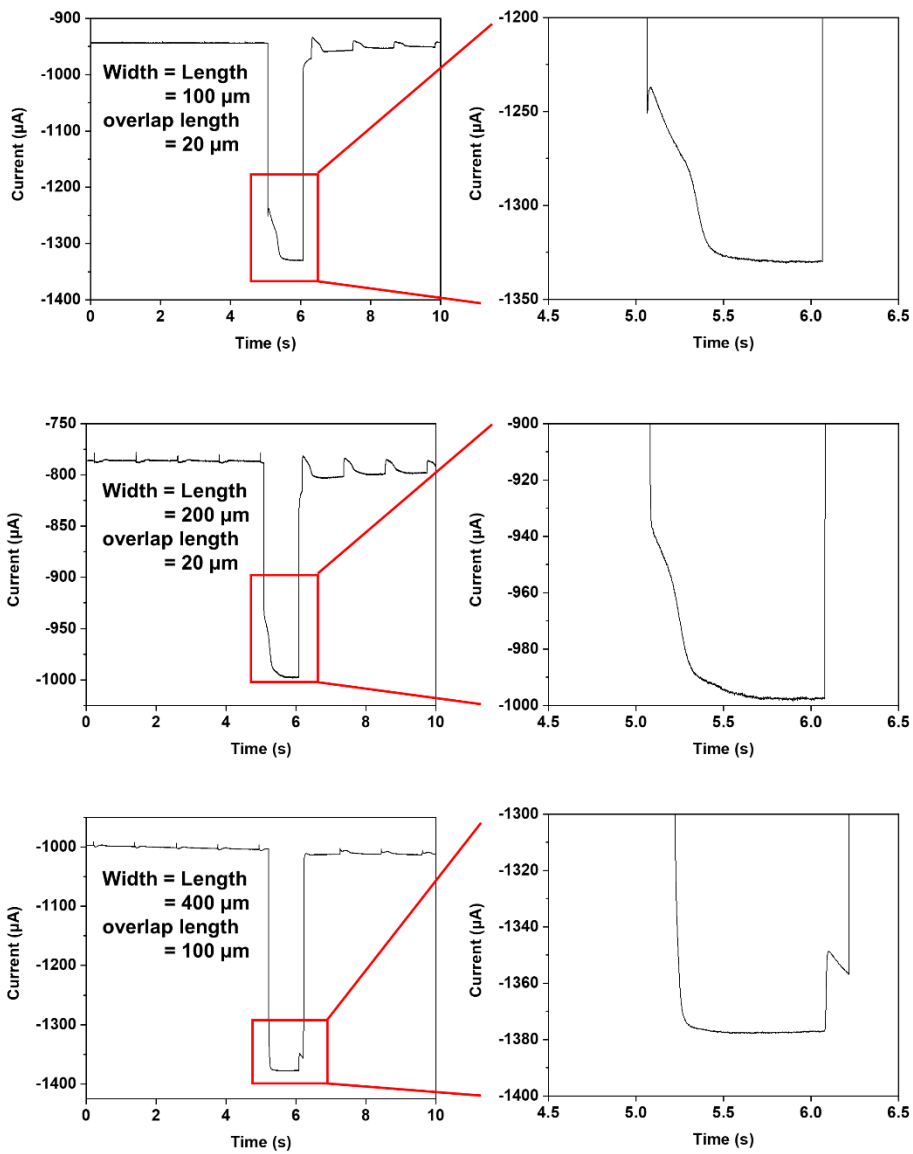 -900
-1000
-1100
-1200
-1300
-1400
Current (µA)
Width = Length
= 100 µm
overlap length
= 20 µm
0 2 4 6 8 10
Time (s)
-1200
-1250
-1300
-1350
Current (µA)
4.5 5.0 5.5 6.0 6.5
Time (s)
-750
-800
-850
-900
-950
-1000
Current (µA)
Width = Length
= 200 µm
overlap length
= 20 µm
0 2 4 6 8 10
Time (s)
-900
-920
-940
-960
-980
-1000
Current (µA)
4.5 5.0 5.5 6.0 6.5
Time (s)
-1000
-1100
-1200
-1300
-1400
Current (µA)
Width = Length
= 400 µm
overlap length
= 100 µm
0 2 4 6 8 10
Time (s)
-1300
-1320
-1340
-1360
-1380
-1400
Current (µA)
4.5 5.0 5.5 6.0 6.5
Time (s)